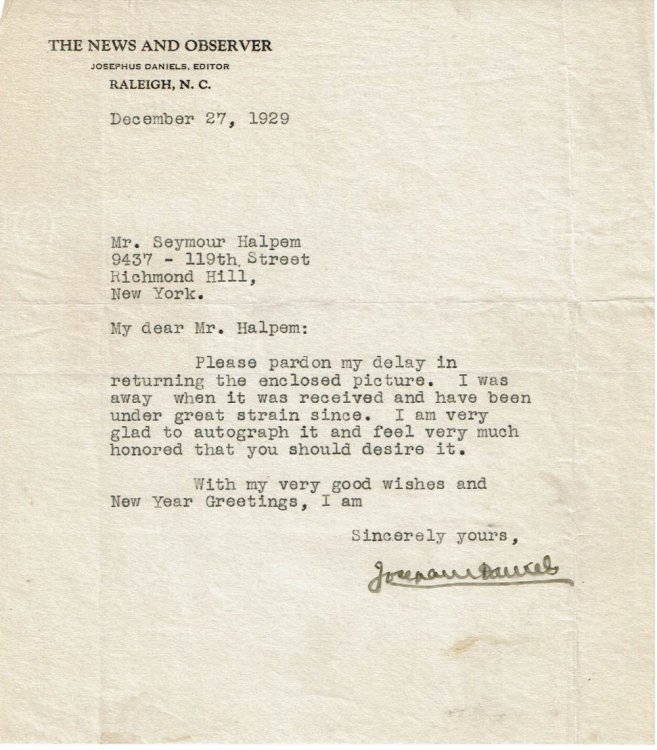 THE NEWS AND OBSERVER
JOSEPHUS DANIELS, EDITOR
RALEIGH, N. C.
December 27, 1929
Mr. Seymour Halpem
9437 - 119th Street
Richmond Hill,
New York.
My dear Mr. Halpem:
Please pardon my delay in
returning the enclosed picture. I was
away when it was received and have been
under great strain since. I am very
glad to autograph it and feel very much
honored that you should desire it.
With my very good wishes and
New Year Greetings, I am
Sincerely yours,
Josephus Daniels